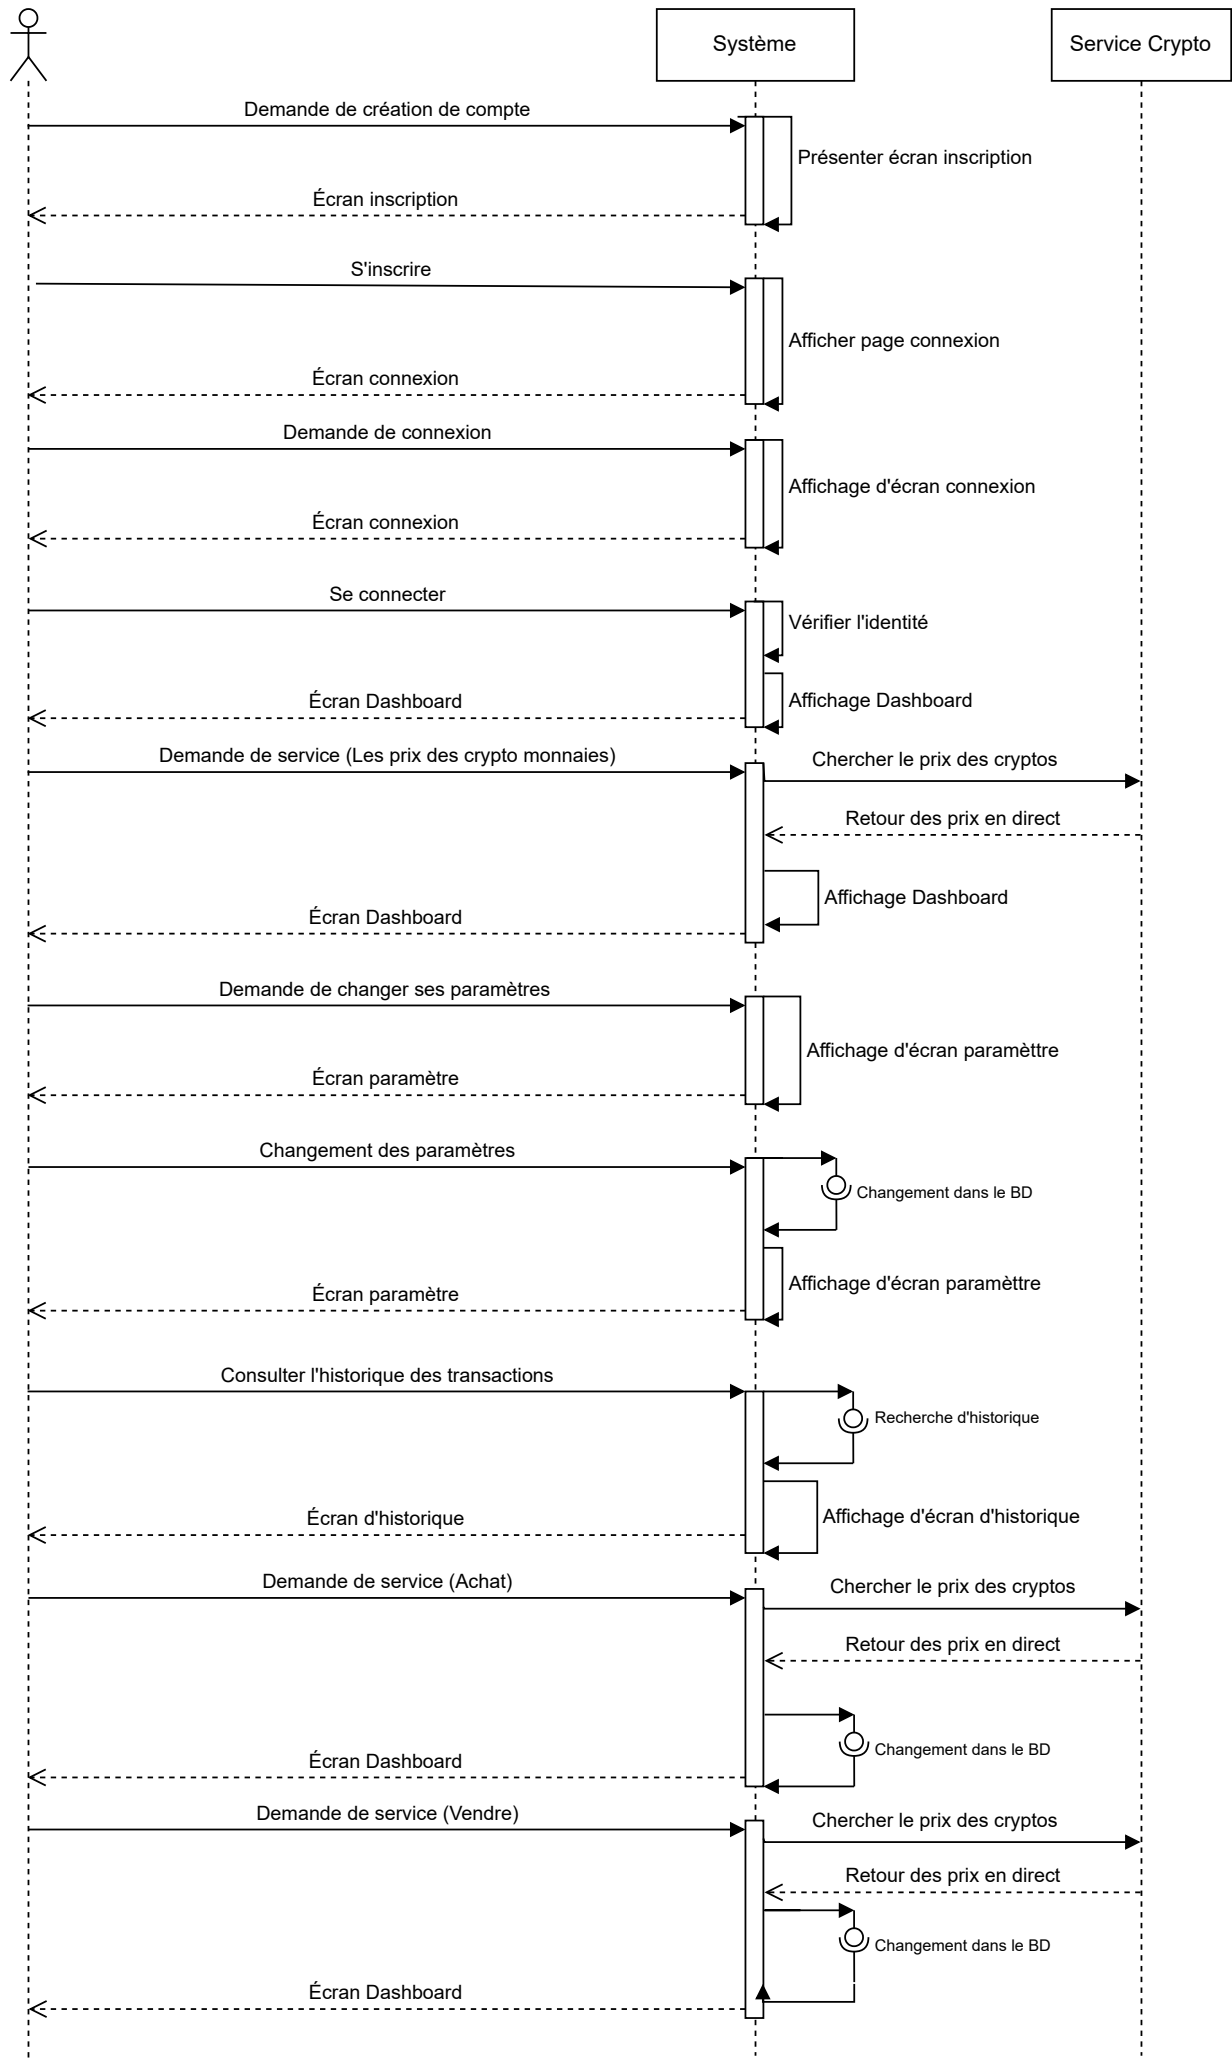 Système
Service Crypto
Demande de création de compte
Présenter écran inscription
Écran inscription
S'inscrire
Afficher page connexion
Écran connexion
Demande de connexion
Affichage d'écran connexion
Écran connexion
Se connecter
Vérifier l'identité
Écran Dashboard
Affichage Dashboard
Demande de service (Les prix des crypto monnaies)
Chercher le prix des cryptos
Retour des prix en direct
Affichage Dashboard
Écran Dashboard
Demande de changer ses paramètres
Affichage d'écran paramèttre
Écran paramètre
Changement des paramètres
Changement dans le BD
Affichage d'écran paramèttre
Écran paramètre
Consulter l'historique des transactions
Recherche d'historique
Écran d'historique
Affichage d'écran d'historique
Demande de service (Achat)
Chercher le prix des cryptos
Retour des prix en direct
Changement dans le BD
Écran Dashboard
Demande de service (Vendre)
Chercher le prix des cryptos
Retour des prix en direct
Changement dans le BD
Écran Dashboard